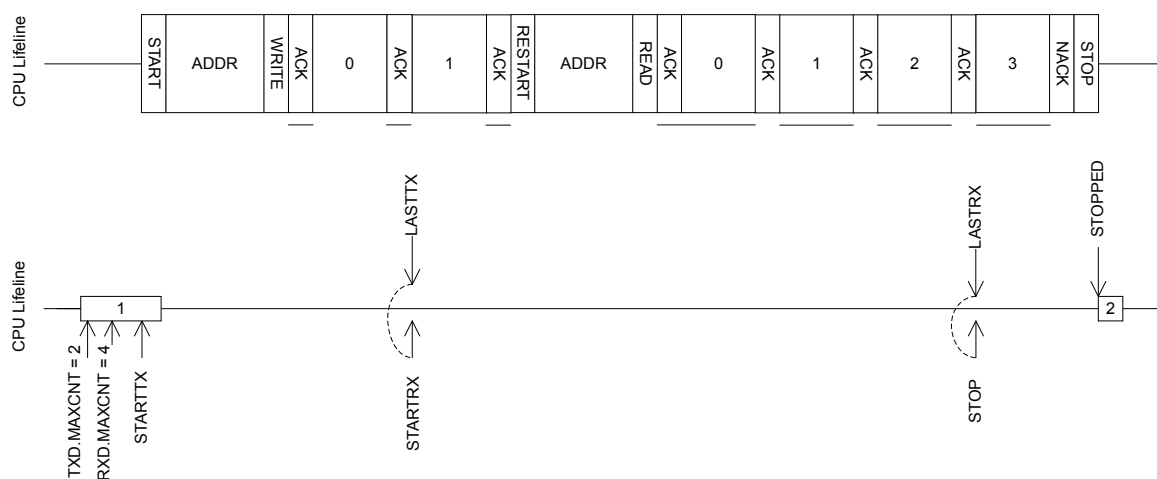 CPU Lifeline
START
ADDR
WRITE
ACK
0
ACK
1
ACK
RESTART
ADDR
READ
ACK
0
ACK
1
ACK
2
ACK
3
NACK
STOP
LASTTX
LASTRX
STOPPED
CPU Lifeline
1
2
TXD.MAXCNT = 2
RXD.MAXCNT = 4
STARTTX
STARTRX
STOP